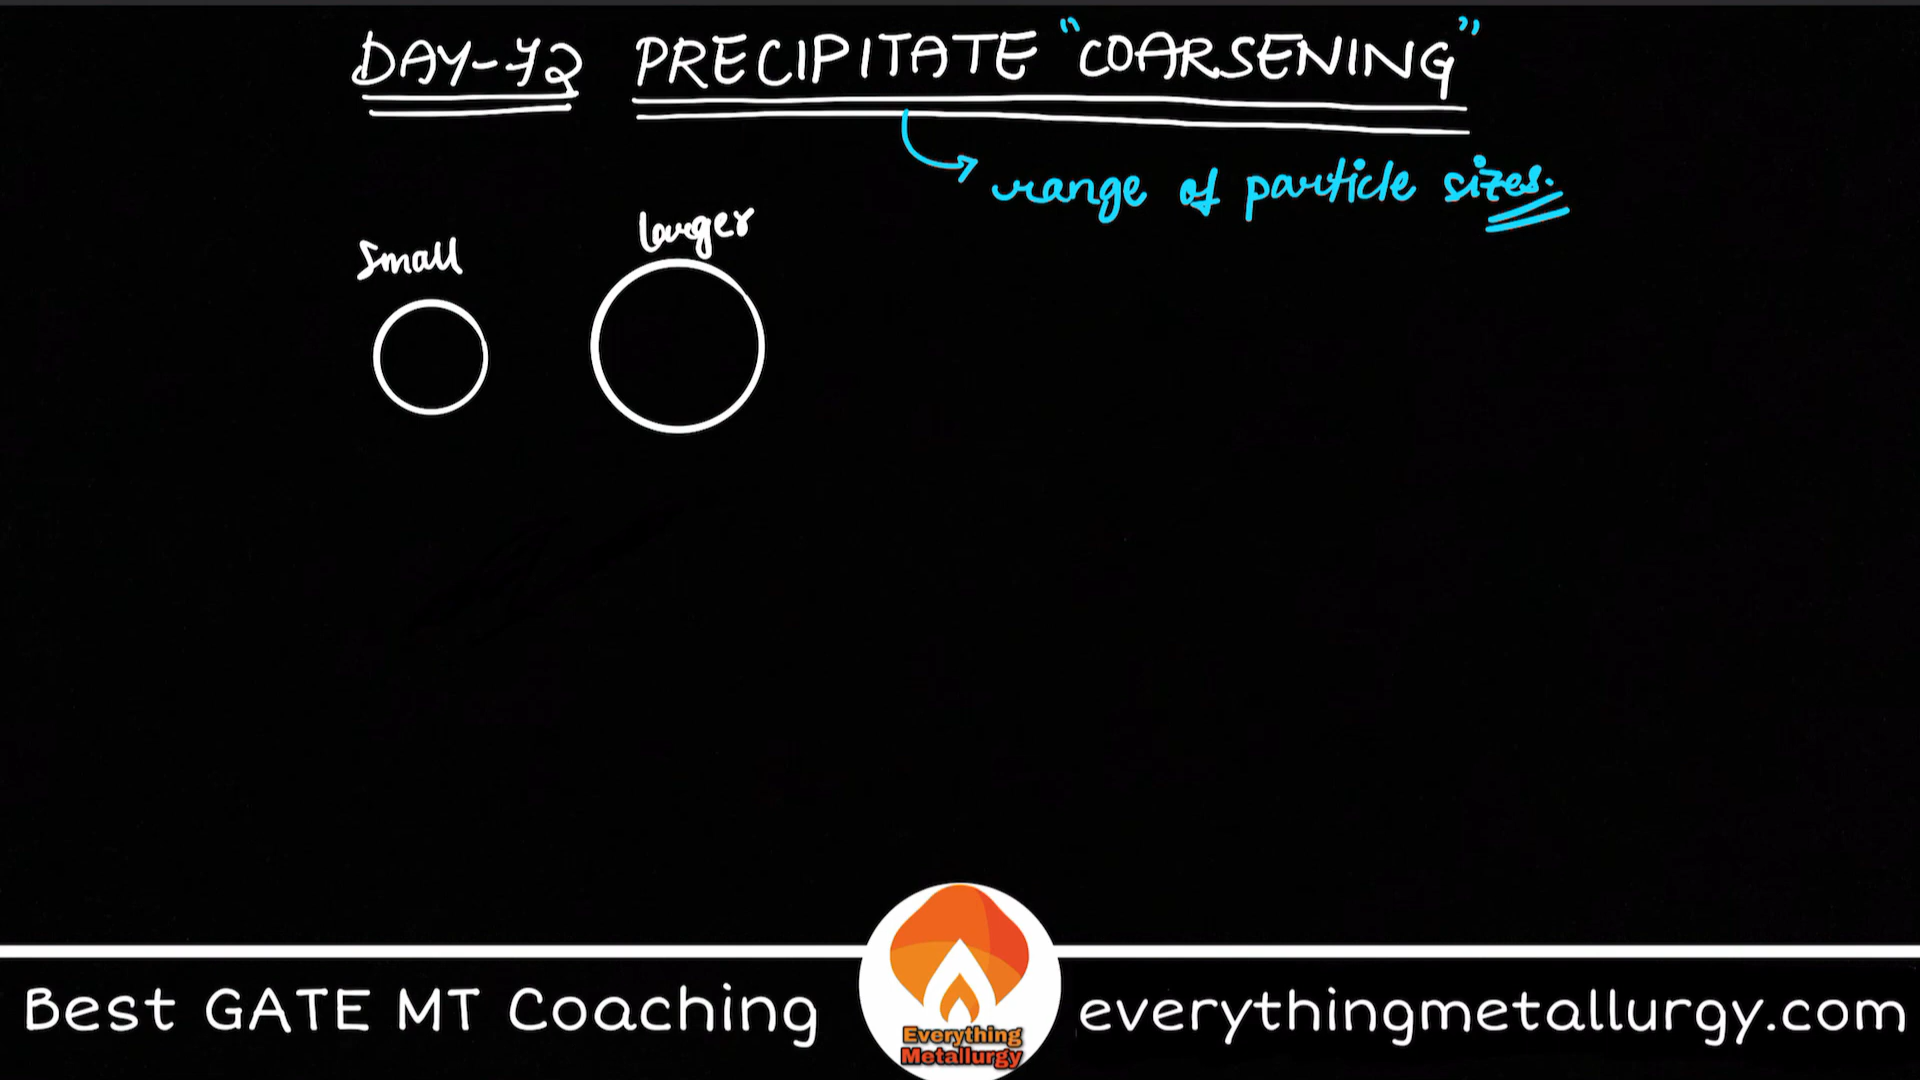 DAY-72 PRECIPITATE "COARSENING"
range of particle sizes.
Small
larger
Best GATE MT Coaching
Everything
Metallurgy
everythingmetallurgy.com